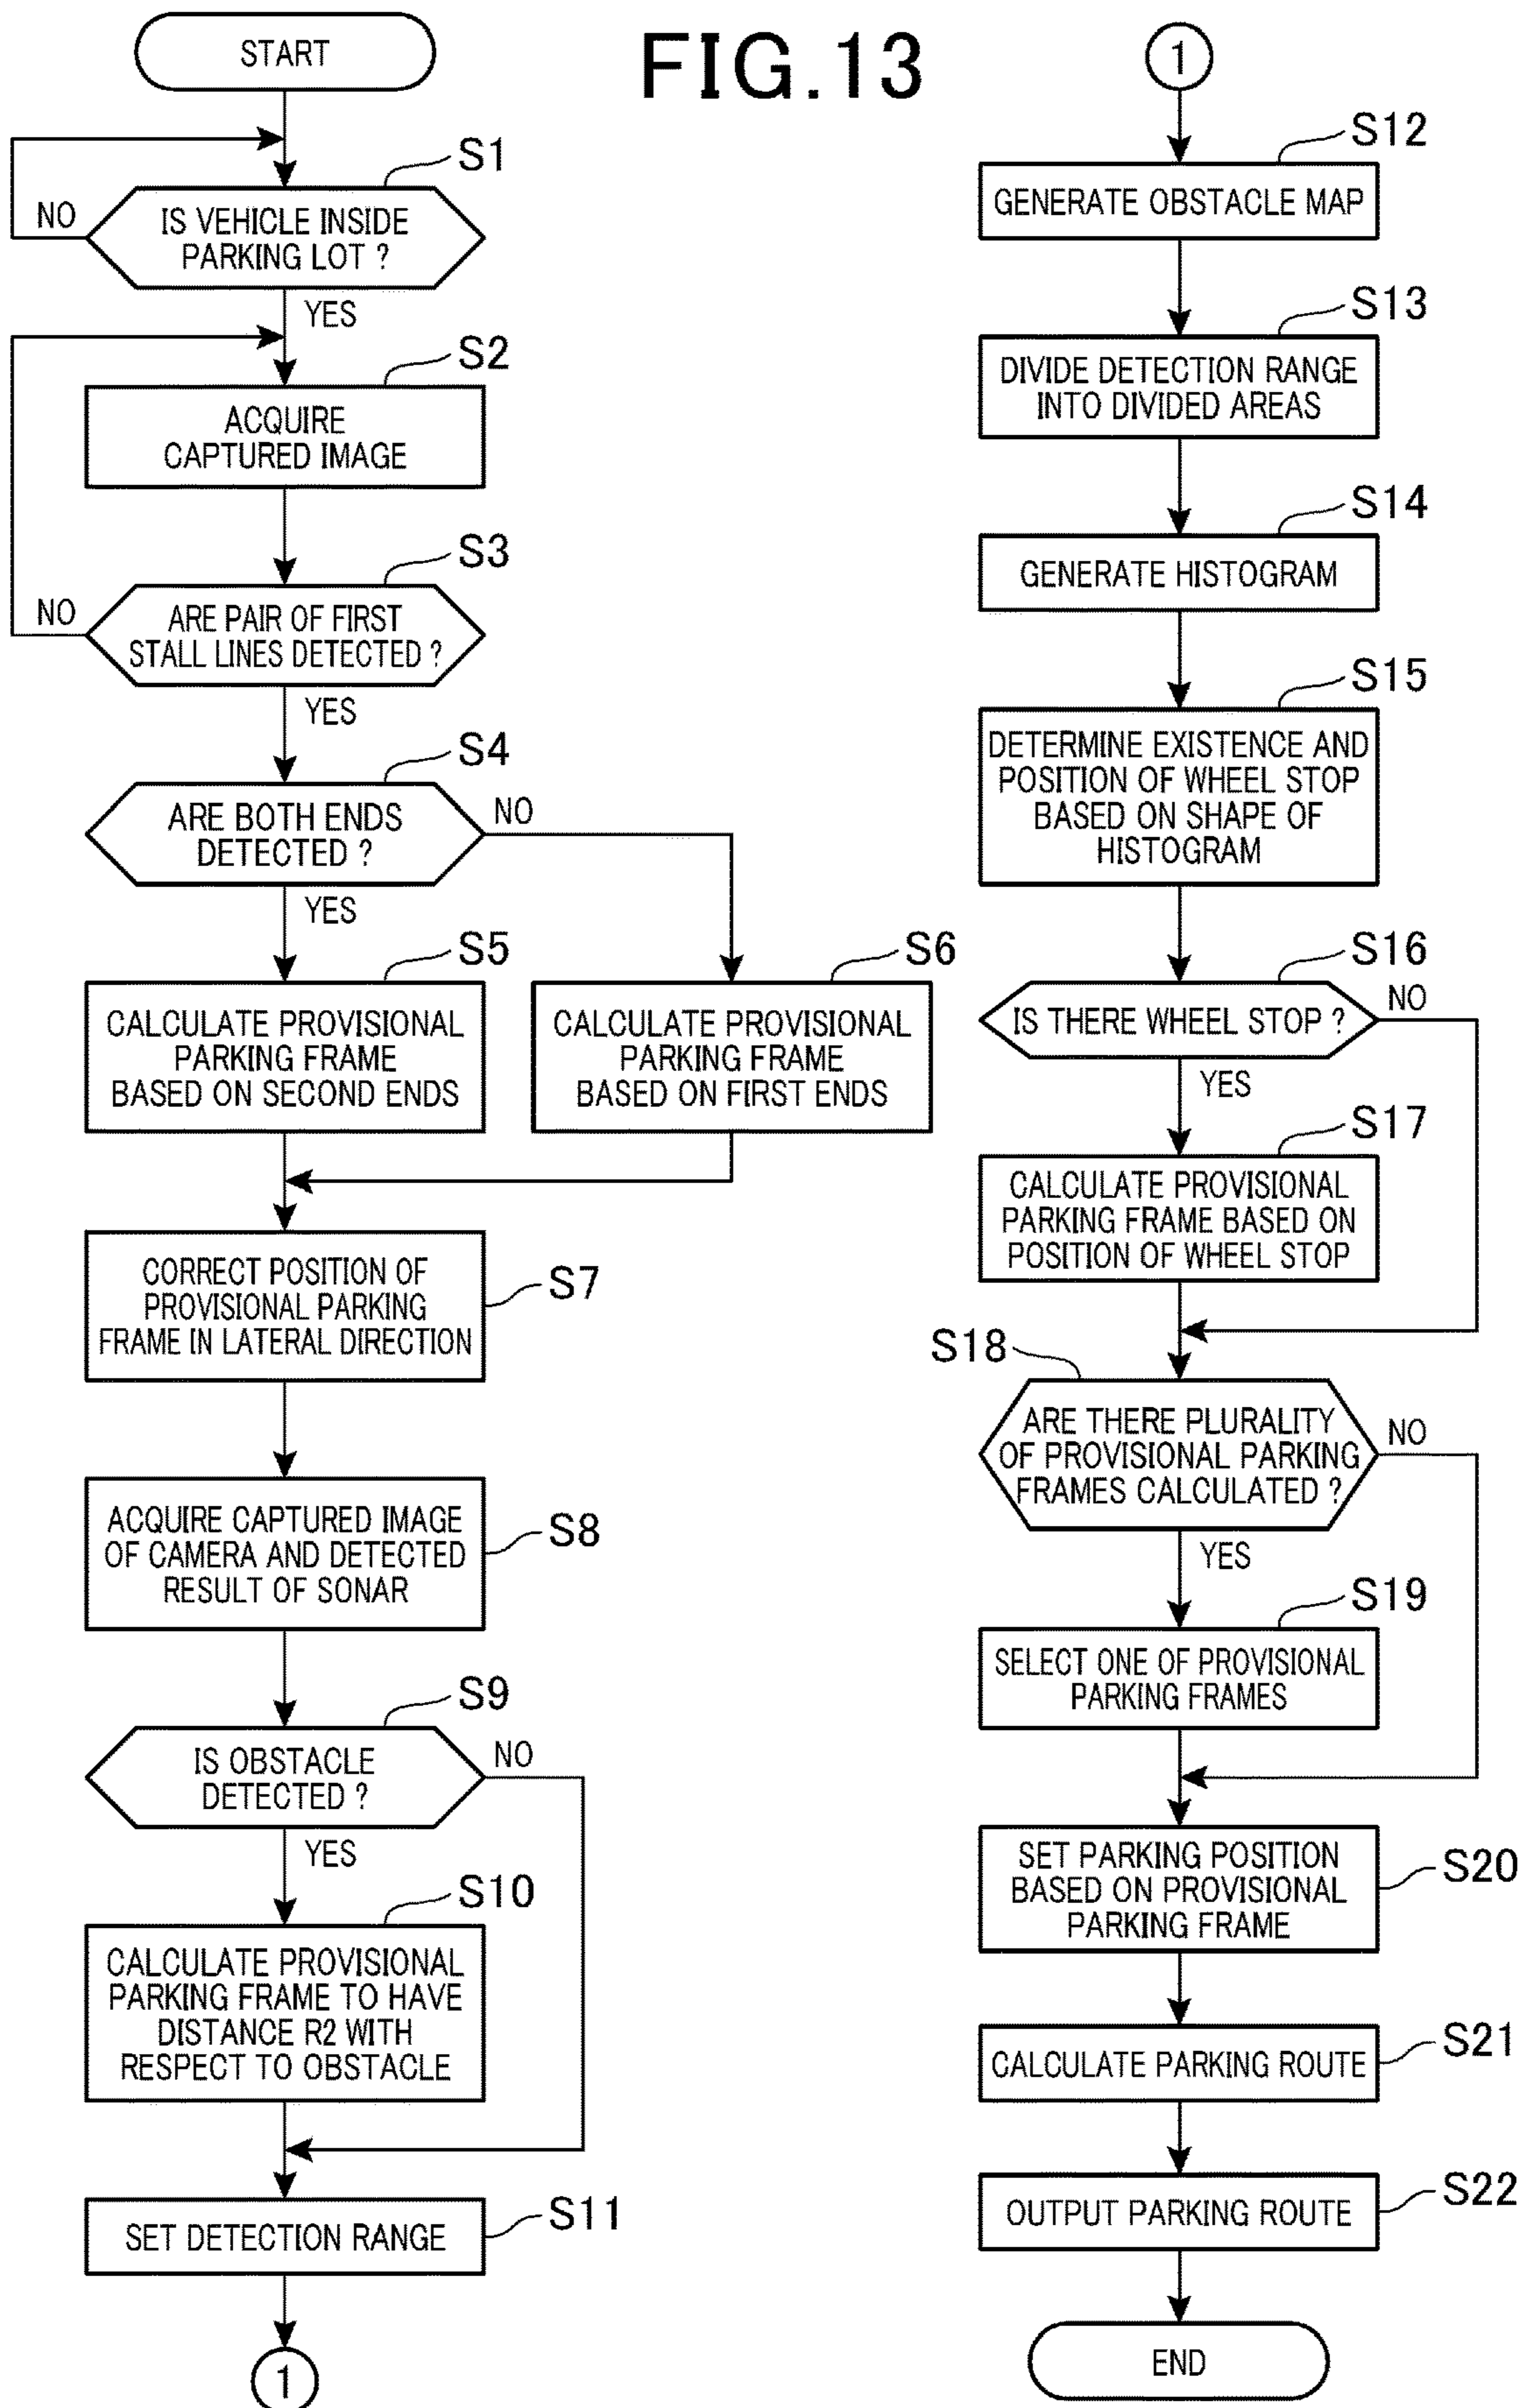 FIG.13
START
S1
IS VEHICLE INSIDE
PARKING LOT ?
NO
YES
S2
ACQUIRE
CAPTURED IMAGE
S3
ARE PAIR OF FIRST
STALL LINES DETECTED ?
NO
YES
S4
ARE BOTH ENDS
DETECTED ?
NO
YES
S5
CALCULATE PROVISIONAL
PARKING FRAME
BASED ON SECOND ENDS
S6
CALCULATE PROVISIONAL
PARKING FRAME
BASED ON FIRST ENDS
CORRECT POSITION OF
PROVISIONAL PARKING
FRAME IN LATERAL DIRECTION
S7
ACQUIRE CAPTURED IMAGE
OF CAMERA AND DETECTED
RESULT OF SONAR
S8
S9
IS OBSTACLE
DETECTED ?
NO
YES
S10
CALCULATE PROVISIONAL
PARKING FRAME TO HAVE
DISTANCE R2 WITH
RESPECT TO OBSTACLE
SET DETECTION RANGE
S11
1
1
S12
GENERATE OBSTACLE MAP
S13
DIVIDE DETECTION RANGE
INTO DIVIDED AREAS
S14
GENERATE HISTOGRAM
S15
DETERMINE EXISTENCE AND
POSITION OF WHEEL STOP
BASED ON SHAPE OF
HISTOGRAM
S16
IS THERE WHEEL STOP ?
NO
YES
S17
CALCULATE PROVISIONAL
PARKING FRAME BASED ON
POSITION OF WHEEL STOP
S18
ARE THERE PLURALITY
OF PROVISIONAL PARKING
FRAMES CALCULATED ?
NO
YES
S19
SELECT ONE OF PROVISIONAL
PARKING FRAMES
SET PARKING POSITION
BASED ON PROVISIONAL
PARKING FRAME
S20
CALCULATE PARKING ROUTE
S21
OUTPUT PARKING ROUTE
S22
END